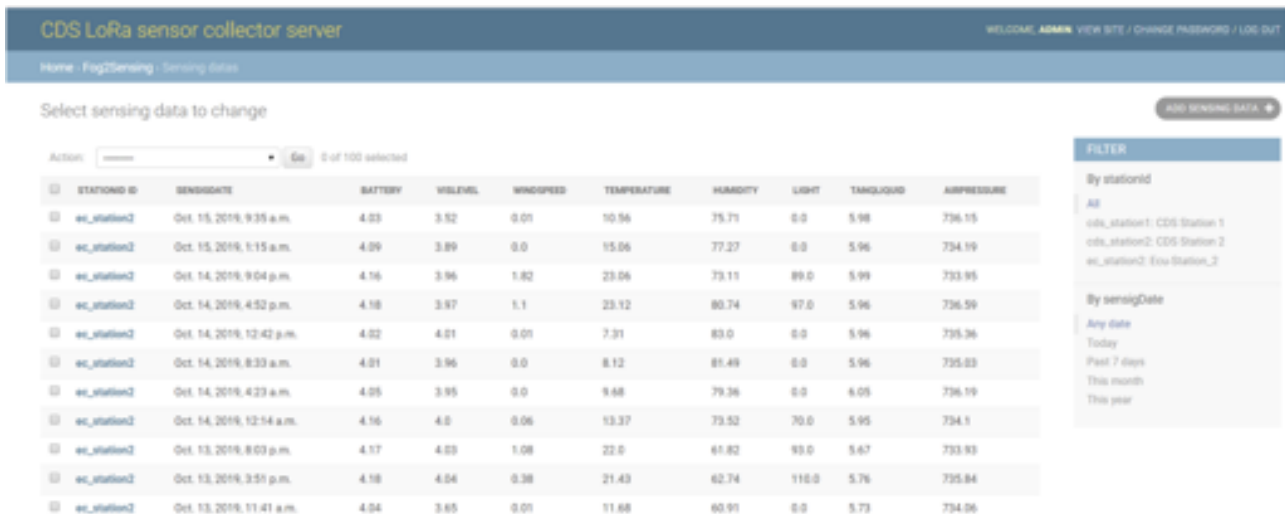 CDS LoRa sensor collector server
WELCOME, ADMIN. VIEW SITE / CHANGE PASSWORD / LOG OUT
Home › Fog2Sensing › Sensing datas
Select sensing data to change
ADD SENSING DATA +
Action: --------- Go 0 of 100 selected
STATIONID ID SENSIGDATE BATTERY VISLEVEL WINDSPEED TEMPERATURE HUMIDITY LIGHT TANQLIQUID AIRPRESSURE
ec_station2 Oct. 15, 2019, 9:35 a.m. 4.03 3.52 0.01 10.56 75.71 0.0 5.98 736.15
ec_station2 Oct. 15, 2019, 1:15 a.m. 4.09 3.89 0.0 15.06 77.27 0.0 5.96 734.19
ec_station2 Oct. 14, 2019, 9:04 p.m. 4.16 3.96 1.82 23.06 73.11 89.0 5.99 733.95
ec_station2 Oct. 14, 2019, 4:52 p.m. 4.18 3.97 1.1 23.12 80.74 97.0 5.96 736.59
ec_station2 Oct. 14, 2019, 12:42 p.m. 4.02 4.01 0.01 7.31 83.0 0.0 5.96 735.36
ec_station2 Oct. 14, 2019, 8:33 a.m. 4.01 3.96 0.0 8.12 81.49 0.0 5.96 735.03
ec_station2 Oct. 14, 2019, 4:23 a.m. 4.05 3.95 0.0 9.68 79.36 0.0 6.05 736.19
ec_station2 Oct. 14, 2019, 12:14 a.m. 4.16 4.0 0.06 13.37 73.52 70.0 5.95 734.1
ec_station2 Oct. 13, 2019, 8:03 p.m. 4.17 4.03 1.08 22.0 61.82 93.0 5.67 733.93
ec_station2 Oct. 13, 2019, 3:51 p.m. 4.18 4.04 0.38 21.43 62.74 110.0 5.76 735.84
ec_station2 Oct. 13, 2019, 11:41 a.m. 4.04 3.65 0.01 11.68 60.91 0.0 5.73 734.06
FILTER
By stationId
All
cds_station1: CDS Station 1
cds_station2: CDS Station 2
ec_station2: Ecu-Station_2
By sensigDate
Any date
Today
Past 7 days
This month
This year